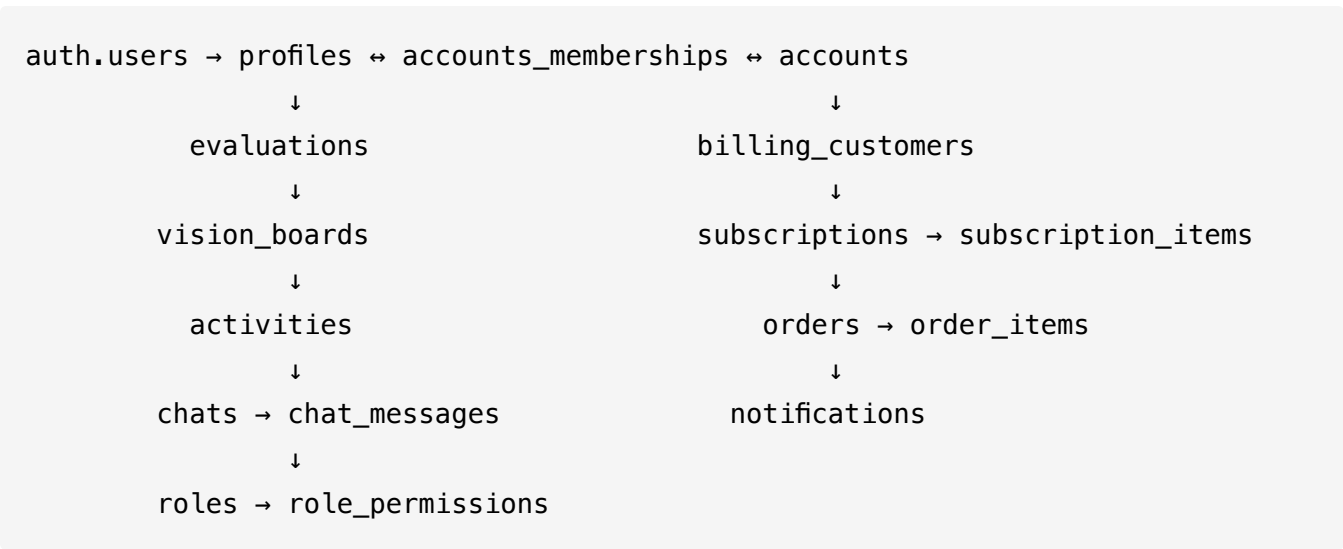 auth.users → profiles ↔ accounts_memberships ↔ accounts
↓ ↓
evaluations billing_customers
↓ ↓
vision_boards subscriptions → subscription_items
↓ ↓
activities orders → order_items
↓ ↓
chats → chat_messages notifications
↓
roles → role_permissions